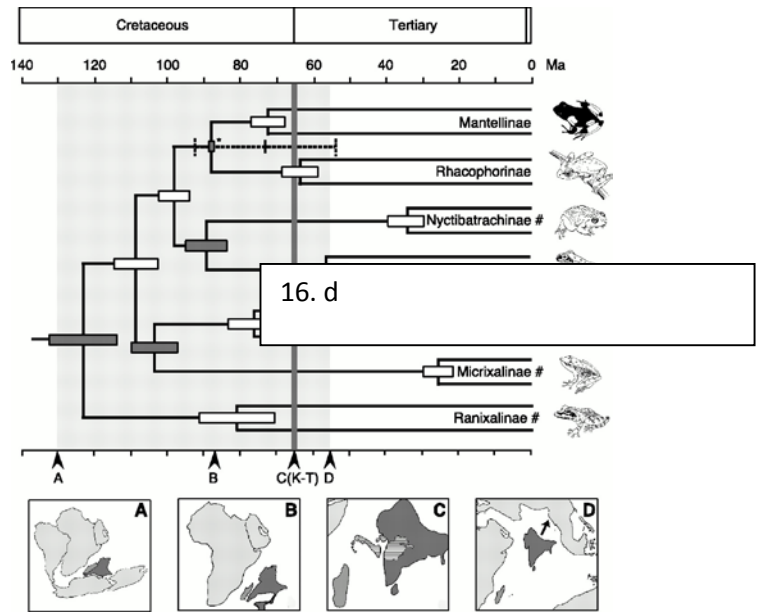 Cretaceous Tertiary
140 120 100 80 60 40 20 0 Ma
Mantellinae
Rhacophorinae
Nyctibatrachinae #
16. d
Micrixalinae #
Ranixalinae #
A B C(K-T) D
A B C D